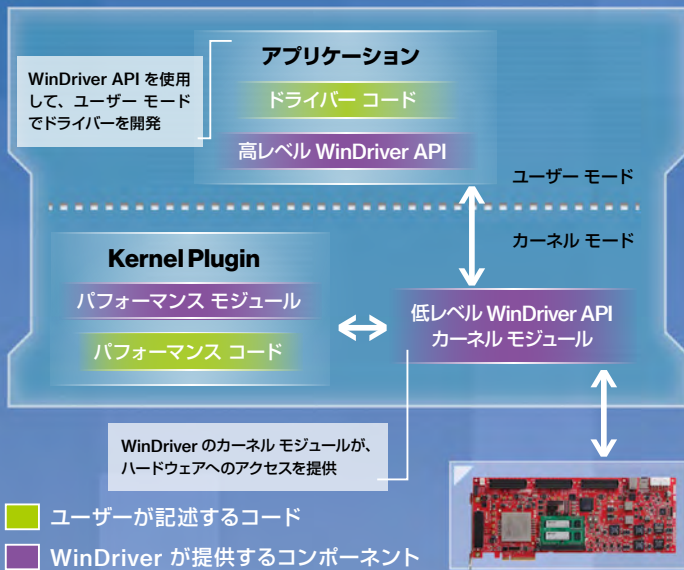 アプリケーション
WinDriver API を使用
して、ユーザー モード
でドライバーを開発
ドライバー コード
高レベル WinDriver API
ユーザー モード
カーネル モード
Kernel Plugin
パフォーマンス モジュール
パフォーマンス コード
低レベル WinDriver API
カーネル モジュール
WinDriver のカーネル モジュールが、
ハードウェアへのアクセスを提供
ユーザーが記述するコード
WinDriver が提供するコンポーネント